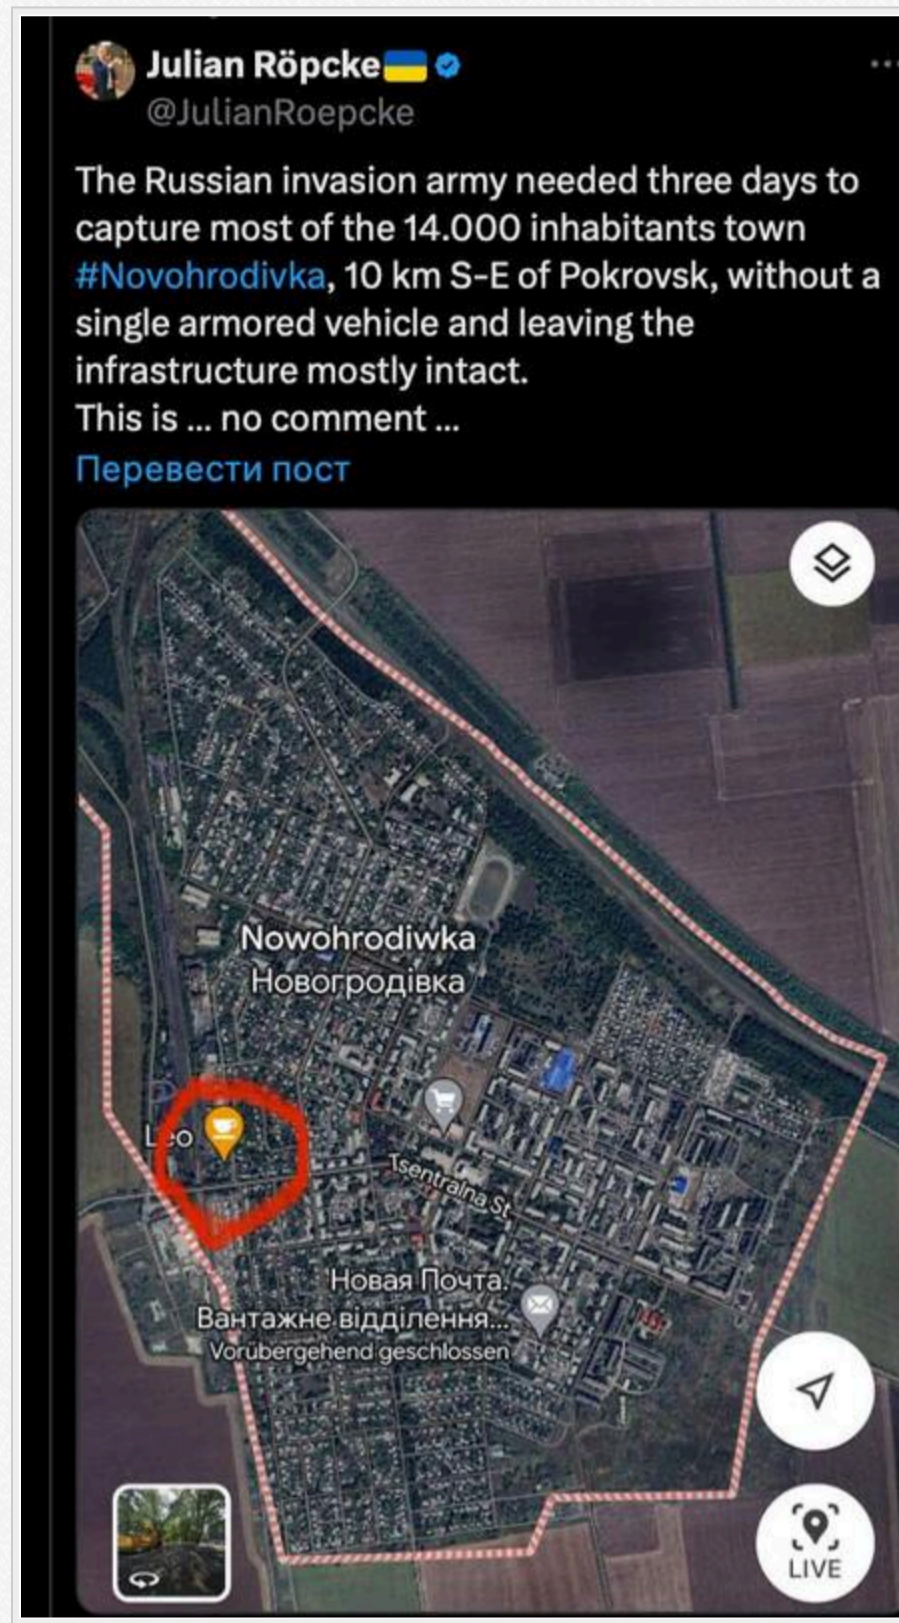 Julian Röpcke🇺🇦
@JulianRoepcke
The Russian invasion army needed three days to
capture most of the 14.000 inhabitants town
#Novohrodivka, 10 km S-E of Pokrovsk, without a
single armored vehicle and leaving the
infrastructure mostly intact.
This is ... no comment ...
Перевести пост
Nowohrodiwka
Новогродівка
Leo
Tsentralna St
Новая Почта.
Вантажне відділення...
Vorübergehend geschlossen
LIVE